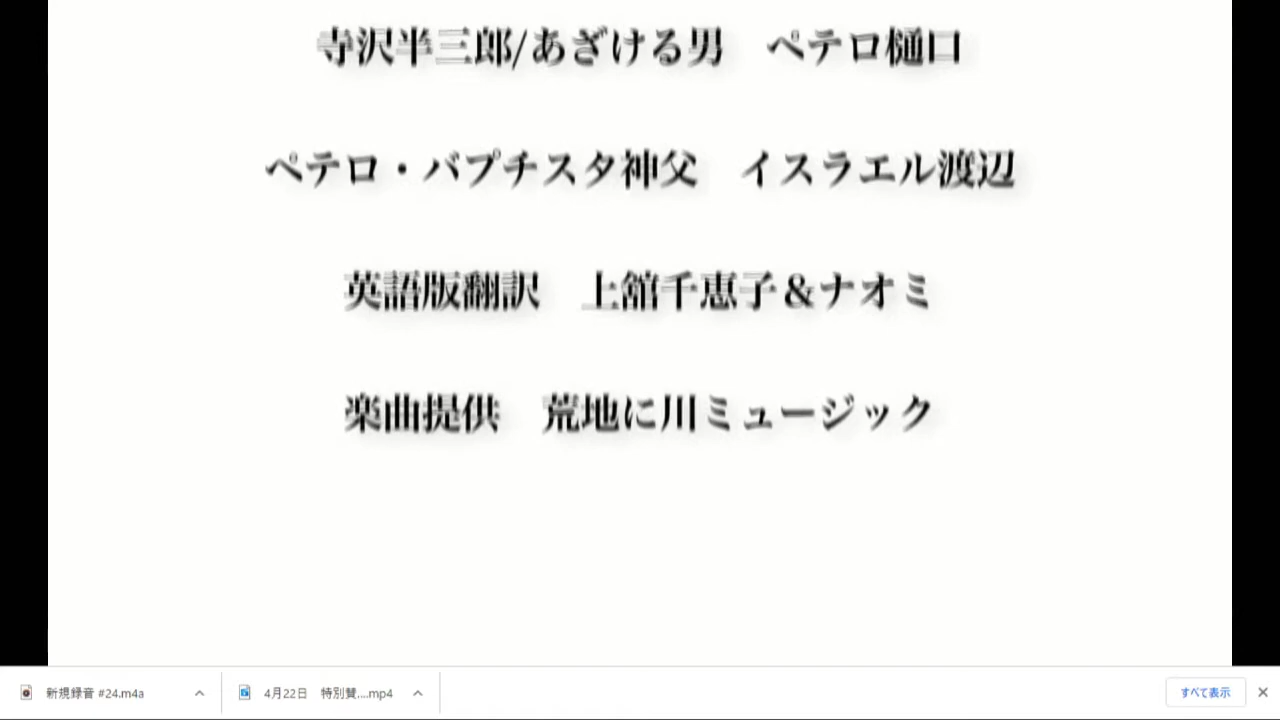 寺沢半三郎/あざける男　ペテロ樋口
ペテロ・バプチスタ神父　イスラエル渡辺
英語版翻訳　上舘千恵子＆ナオミ
楽曲提供　荒地に川ミュージック
新規録音 #24.m4a
4月22日　特別賛....mp4
すべて表示